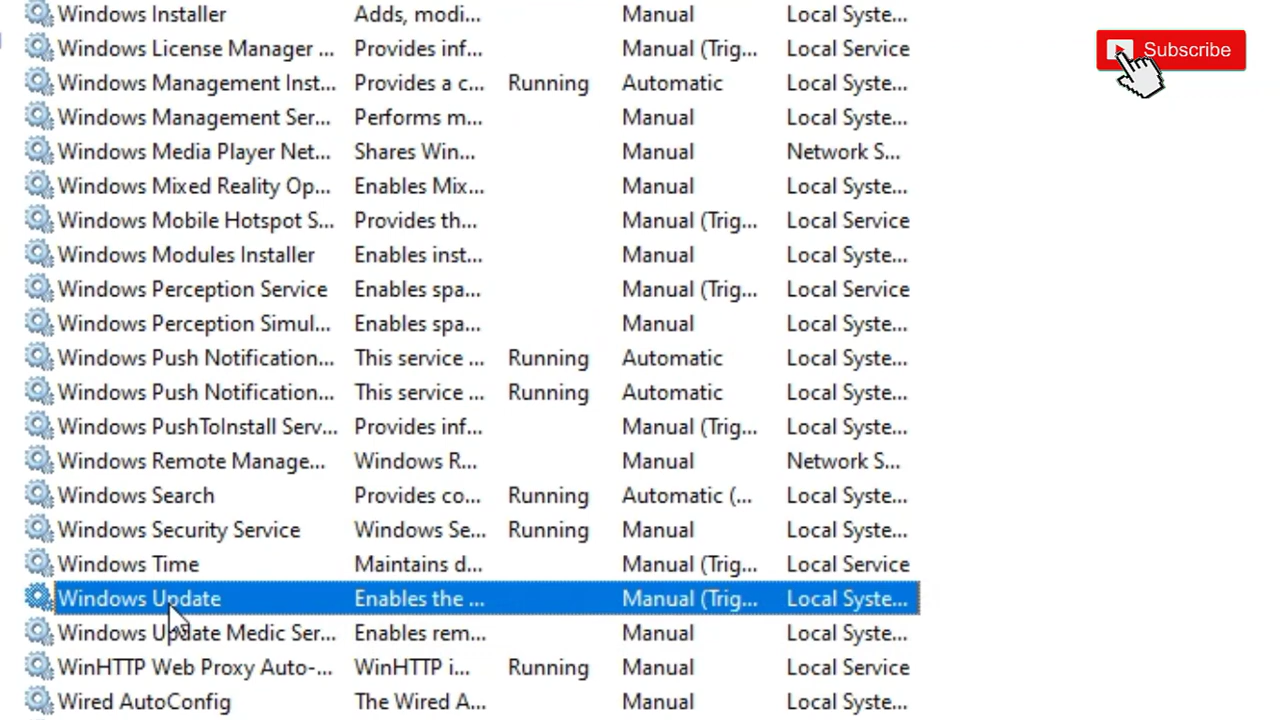 Windows Installer Adds, modi... Manual Local Syste...
Subscribe
Windows License Manager ... Provides inf... Manual (Trig... Local Service
Windows Management Inst... Provides a c... Running Automatic Local Syste...
Windows Management Ser... Performs m... Manual Local Syste...
Windows Media Player Net... Shares Win... Manual Network S...
Windows Mixed Reality Op... Enables Mix... Manual Local Syste...
Windows Mobile Hotspot S... Provides th... Manual (Trig... Local Service
Windows Modules Installer Enables inst... Manual Local Syste...
Windows Perception Service Enables spa... Manual (Trig... Local Service
Windows Perception Simul... Enables spa... Manual Local Syste...
Windows Push Notification... This service ... Running Automatic Local Syste...
Windows Push Notification... This service ... Running Automatic Local Syste...
Windows PushToInstall Serv... Provides inf... Manual (Trig... Local Syste...
Windows Remote Manage... Windows R... Manual Network S...
Windows Search Provides co... Running Automatic (... Local Syste...
Windows Security Service Windows Se... Running Manual Local Syste...
Windows Time Maintains d... Manual (Trig... Local Service
Windows Update Enables the ... Manual (Trig... Local Syste...
Windows Update Medic Ser... Enables rem... Manual Local Syste...
WinHTTP Web Proxy Auto-... WinHTTP i... Running Manual Local Service
Wired AutoConfig The Wired A... Manual Local Syste...